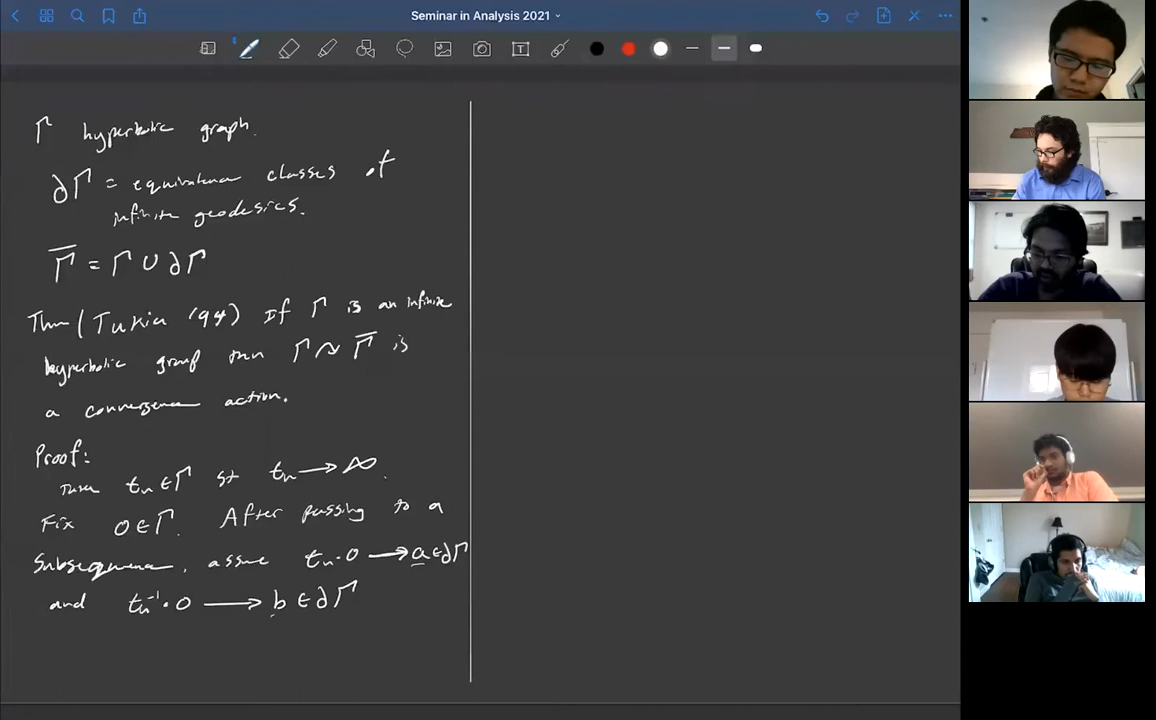 Seminar in Analysis 2021
Γ hyperbolic graph.
∂Γ = equivalence classes of
infinite geodesics.
Γ̅ = Γ ∪ ∂Γ
Thm (Tukia '94) If Γ is an infinite
hyperbolic group then Γ ↷ Γ̅ is
a convergence action.
Proof:
Take tₙ ∈ Γ st tₙ → ∞.
Fix o ∈ Γ. After passing to a
subsequence, assume tₙ·o → a ∈ ∂Γ
and tₙ⁻¹·o → b ∈ ∂Γ